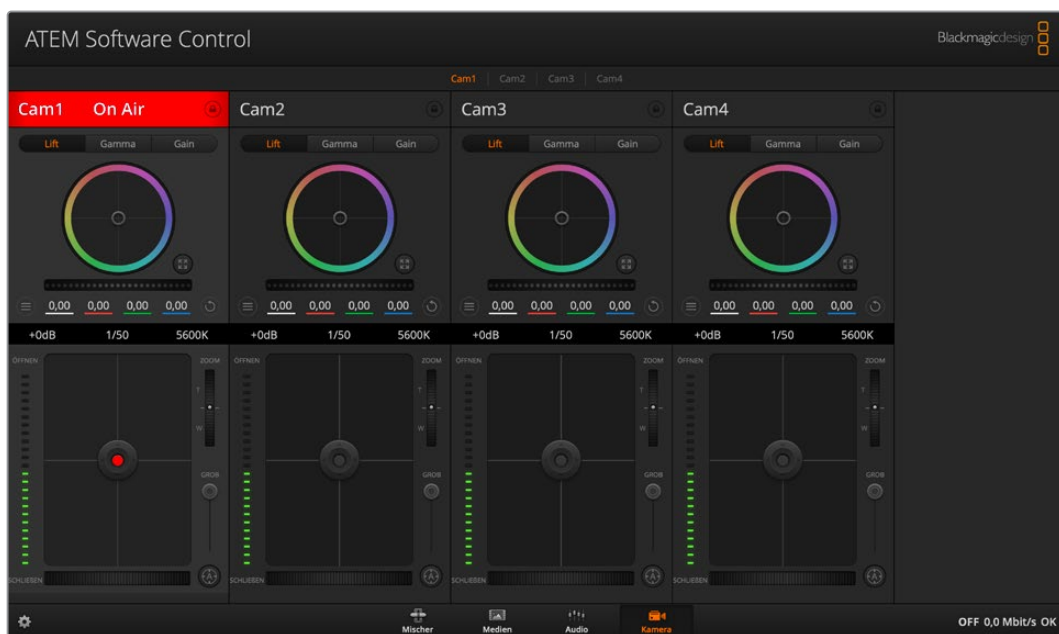 ATEM Software Control
Blackmagicdesign
Cam1 Cam2 Cam3 Cam4
Cam1 On Air
Cam2
Cam3
Cam4
Lift Gamma Gain
Lift Gamma Gain
Lift Gamma Gain
Lift Gamma Gain
0,00 0,00 0,00 0,00
0,00 0,00 0,00 0,00
0,00 0,00 0,00 0,00
0,00 0,00 0,00 0,00
+0dB 1/50 5600K
+0dB 1/50 5600K
+0dB 1/50 5600K
+0dB 1/50 5600K
ÖFFNEN ZOOM
ÖFFNEN ZOOM
ÖFFNEN ZOOM
ÖFFNEN ZOOM
T
T
T
T
W
W
W
W
GROB
GROB
GROB
GROB
SCHLIEßEN A
SCHLIEßEN A
SCHLIEßEN A
SCHLIEßEN A
Mischer Medien Audio Kamera
OFF 0,0 Mbit/s OK